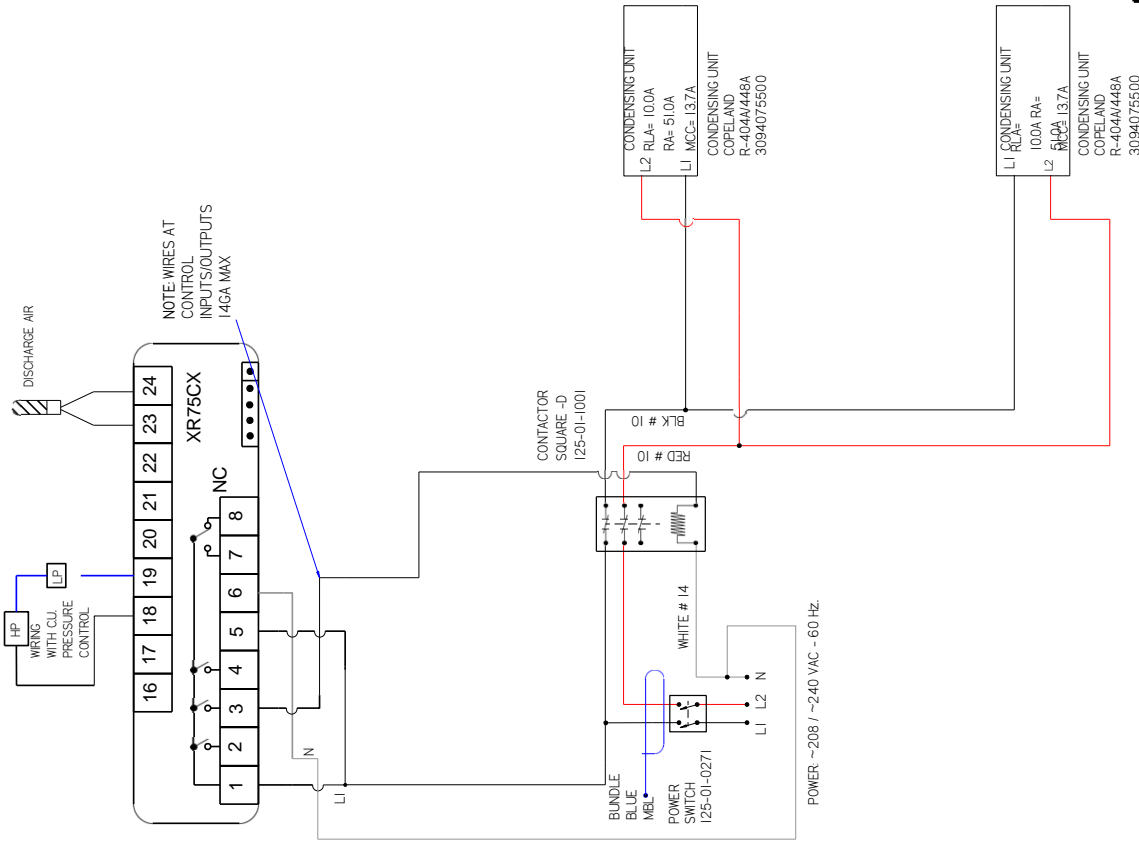 DISCHARGE AIR
HP
LP
WIRING
WITH C.U.
PRESSURE
CONTROL
NOTE: WIRES AT
CONTROL
INPUTS/OUTPUTS
14GA MAX
16 17 18 19 20 21 22 23 24
XR75CX
NC
1 2 3 4 5 6 7 8
N
L1
CONDENSING UNIT
L2 RLA= 10.0A
RA= 51.0A
L1 MCC= 13.7A
CONDENSING UNIT
COPELAND
R-404A/448A
3094075500
L1 CONDENSING UNIT
RLA=
10.0A RA=
51.0A
L2 MCC= 13.7A
CONDENSING UNIT
COPELAND
R-404A/448A
3094075500
CONTACTOR
SQUARE -D
125-01-1001
BLK # 10
RED # 10
WHITE # 14
BUNDLE
BLUE
MBL
POWER
SWITCH
125-01-0271
L1 L2 N
POWER: ~208 / ~240 VAC - 60 Hz.